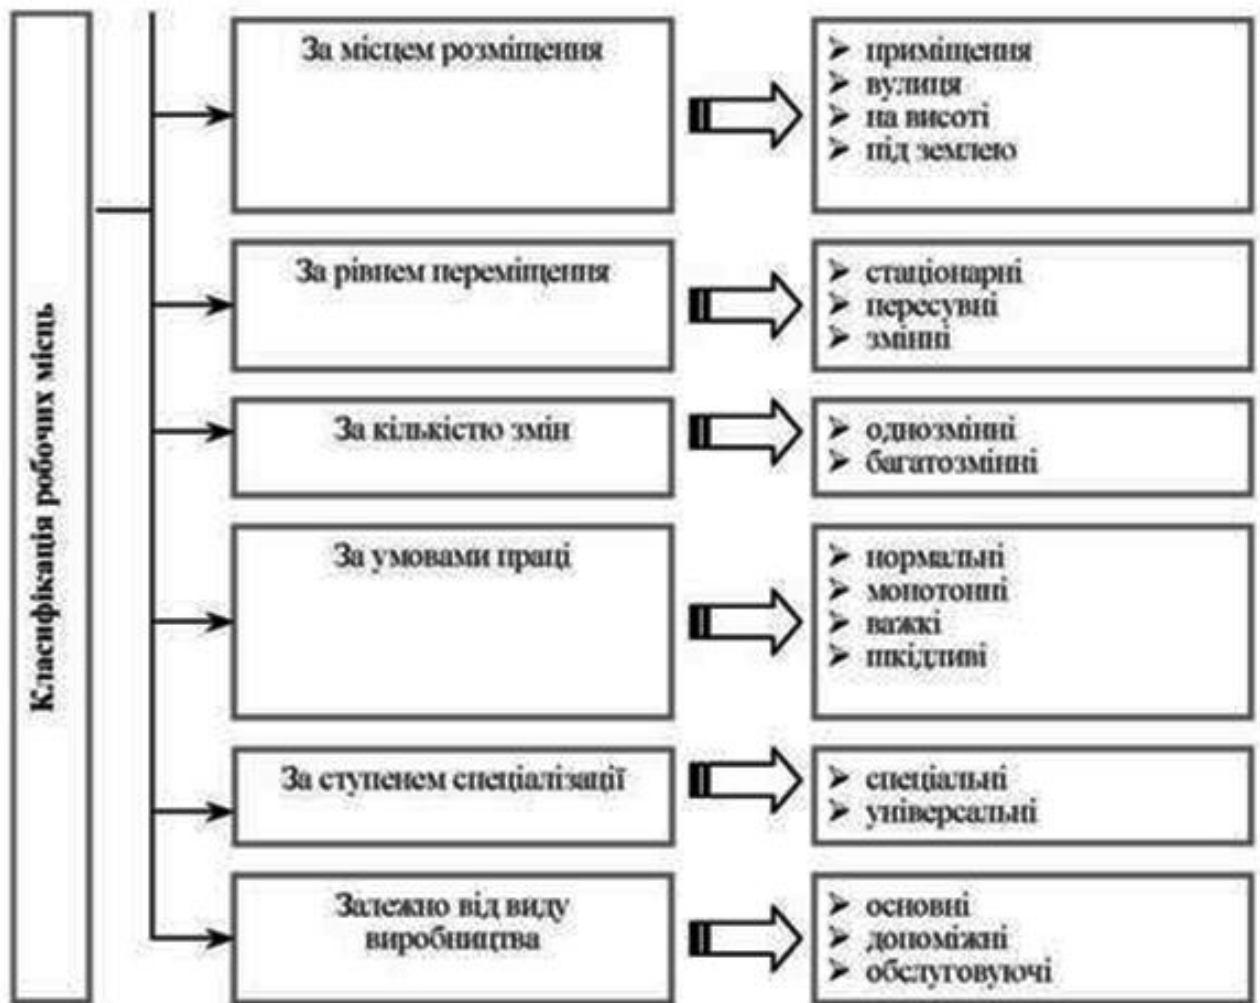 Класифікація робочих місць
За місцем розміщення
приміщення
вулиця
на висоті
під землею
За рівнем переміщення
стаціонарні
пересувні
змінні
За кількістю змін
однозмінні
багатозмінні
За умовами праці
нормальні
монотонні
важкі
шкідливі
За ступенем спеціалізації
спеціальні
універсальні
Залежно від виду
виробництва
основні
допоміжні
обслуговуючі